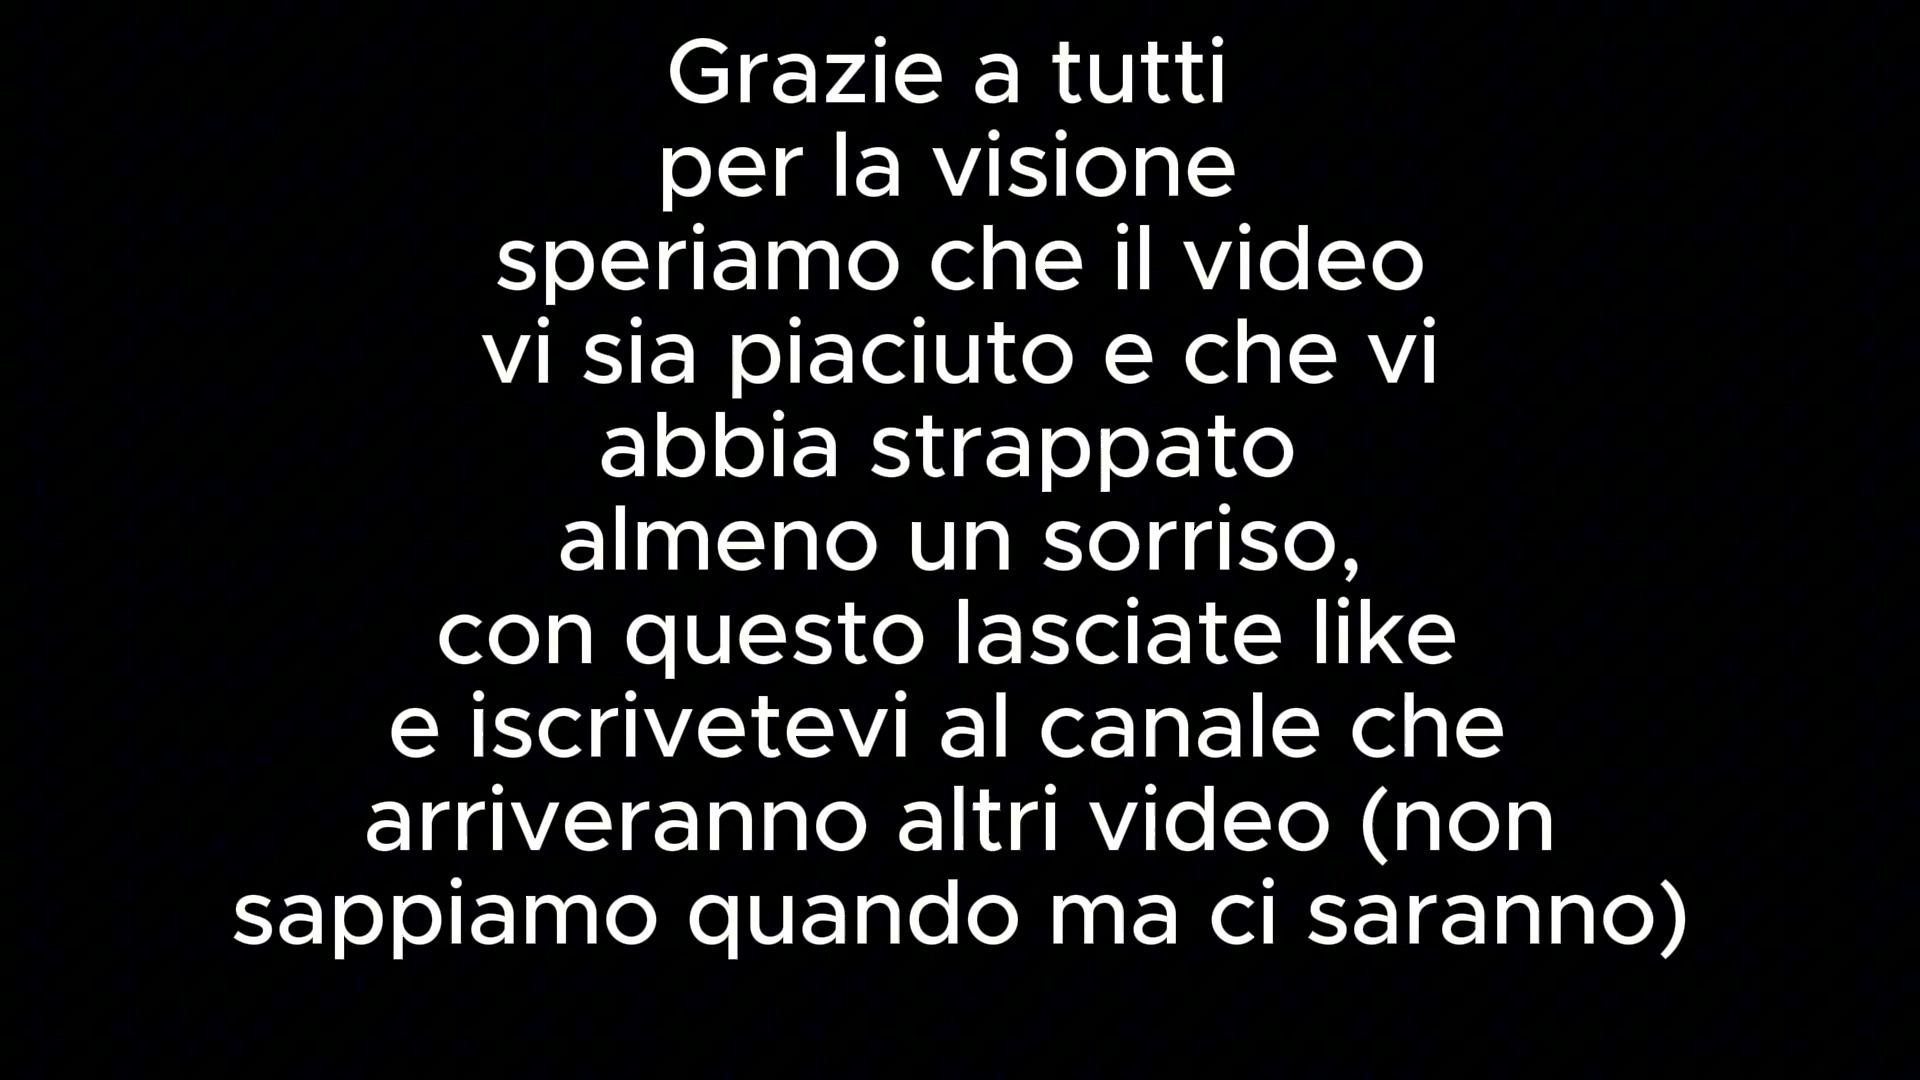 Grazie a tutti
per la visione
speriamo che il video
vi sia piaciuto e che vi
abbia strappato
almeno un sorriso,
con questo lasciate like
e iscrivetevi al canale che
arriveranno altri video (non
sappiamo quando ma ci saranno)